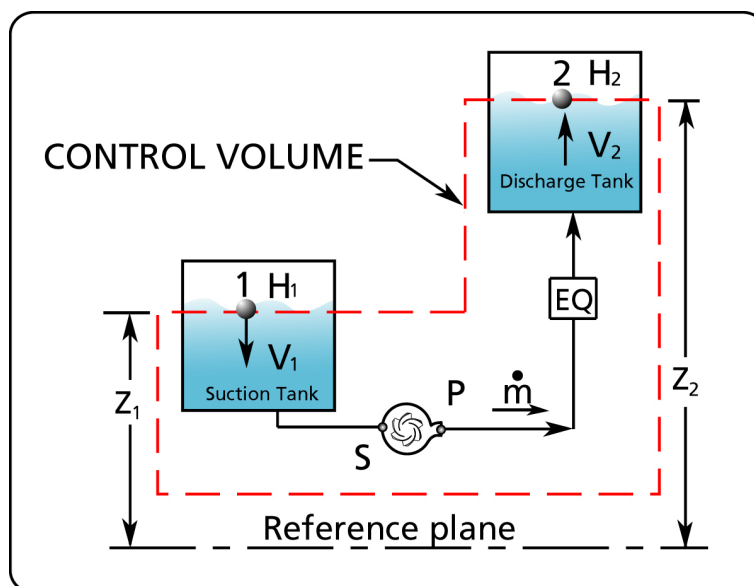 2 H₂
CONTROL VOLUME
V₂
Discharge Tank
1 H₁
EQ
V₁
Z₁
Suction Tank
P
ṁ
Z₂
S
Reference plane